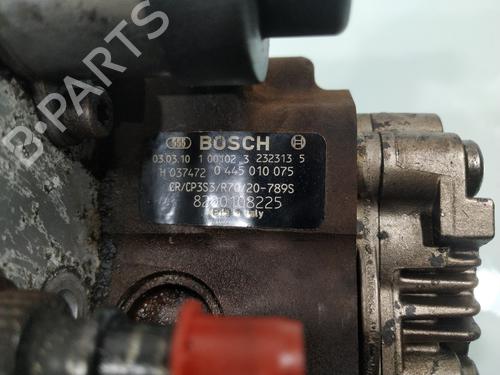 BOSCH
03.03.10 1 00102 3 232313 5
H 037472 0 445 010 075
CR/CP3S3/R70/20-789S
8200108225
Made in Italy
B-PARTS